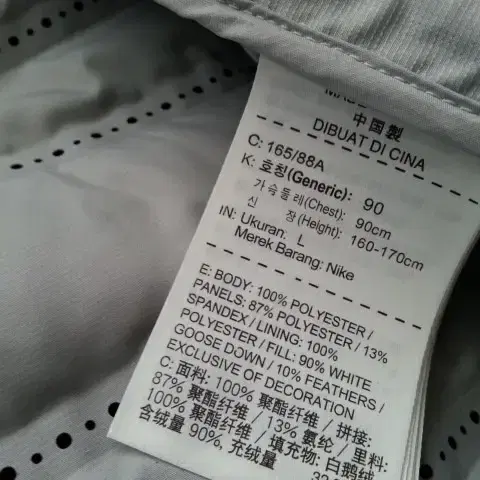 中国製
DIBUAT DI CINA
C: 165/88A
K: 호칭(Generic): 90
가슴둘레(Chest): 90cm
신 장(Height): 160-170cm
IN: Ukuran: L
Merek Barang: Nike
E: BODY: 100% POLYESTER /
PANELS: 87% POLYESTER / 13%
SPANDEX / LINING: 100%
POLYESTER / FILL: 90% WHITE
GOOSE DOWN / 10% FEATHERS /
EXCLUSIVE OF DECORATION
C: 面料: 100% 聚酯纤维 / 拼接:
87% 聚酯纤维 / 13% 氨纶 / 里料:
100% 聚酯纤维 / 填充物: 白鹅绒
含绒量 90%, 充绒量